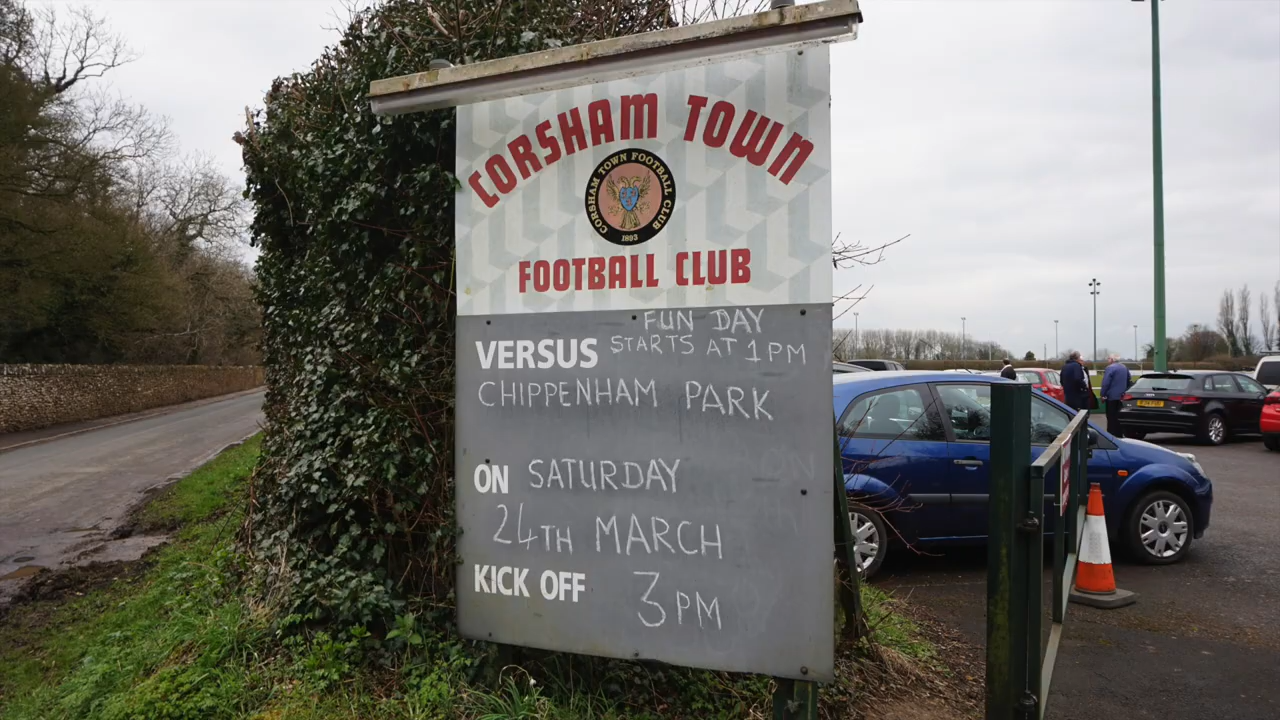 CORSHAM TOWN
CORSHAM TOWN FOOTBALL CLUB
1893
FOOTBALL CLUB
FUN DAY
VERSUS STARTS AT 1PM
CHIPPENHAM PARK
ON SATURDAY
24TH MARCH
KICK OFF 3PM